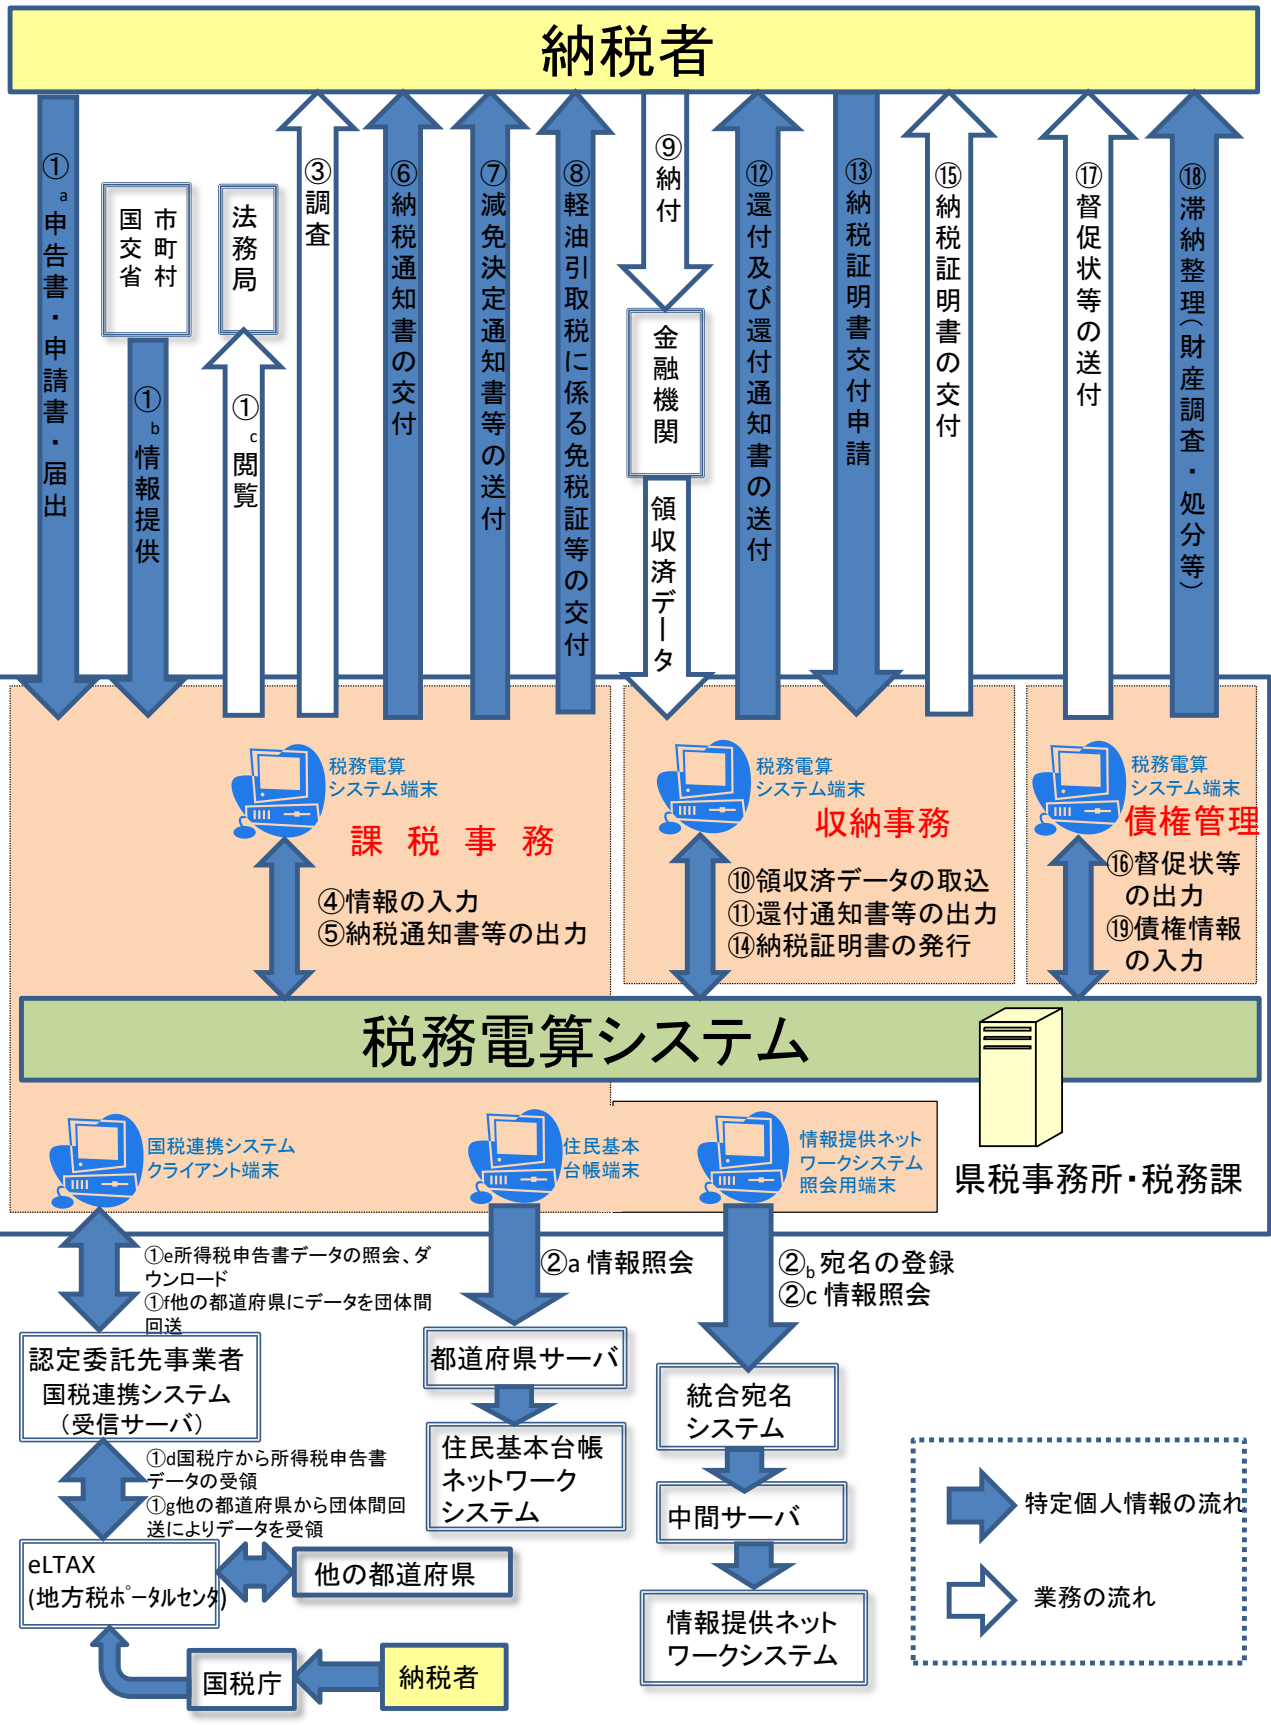 納税者
①a申告書・申請書・届出
国交省
市町村
①b情報提供
法務局
①c閲覧
③調査
⑥納税通知書の交付
⑦減免決定通知書等の送付
⑧軽油引取税に係る免税証等の交付
⑨納付
金融機関
領収済データ
⑫還付及び還付通知書の送付
⑬納税証明書交付申請
⑮納税証明書の交付
⑰督促状等の送付
⑱滞納整理(財産調査・処分等)
税務電算
システム端末
課税事務
④情報の入力
⑤納税通知書等の出力
税務電算
システム端末
収納事務
⑩領収済データの取込
⑪還付通知書等の出力
⑭納税証明書の発行
税務電算
システム端末
債権管理
⑯督促状等
の出力
⑲債権情報
の入力
税務電算システム
国税連携システム
クライアント端末
住民基本
台帳端末
情報提供ネット
ワークシステム
照会用端末
県税事務所・税務課
①e所得税申告書データの照会、ダ
ウンロード
①f他の都道府県にデータを団体間
回送
②a 情報照会
②b 宛名の登録
②c 情報照会
認定委託先事業者
国税連携システム
(受信サーバ)
都道府県サーバ
統合宛名
システム
①d国税庁から所得税申告書
データの受領
①g他の都道府県から団体間回
送によりデータを受領
住民基本台帳
ネットワーク
システム
中間サーバ
eLTAX
(地方税ポータルセンタ)
他の都道府県
情報提供ネット
ワークシステム
国税庁
納税者
特定個人情報の流れ
業務の流れ